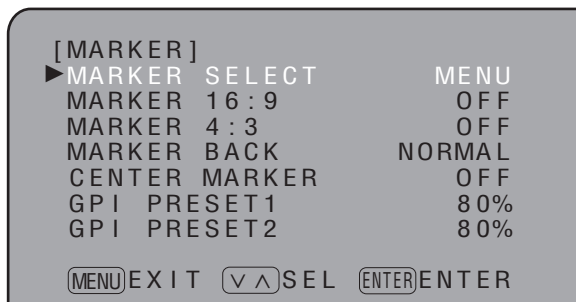 [MARKER]
▶MARKER SELECT MENU
MARKER 16:9 OFF
MARKER 4:3 OFF
MARKER BACK NORMAL
CENTER MARKER OFF
GPI PRESET1 80%
GPI PRESET2 80%
MENU EXIT ∨∧ SEL ENTER ENTER